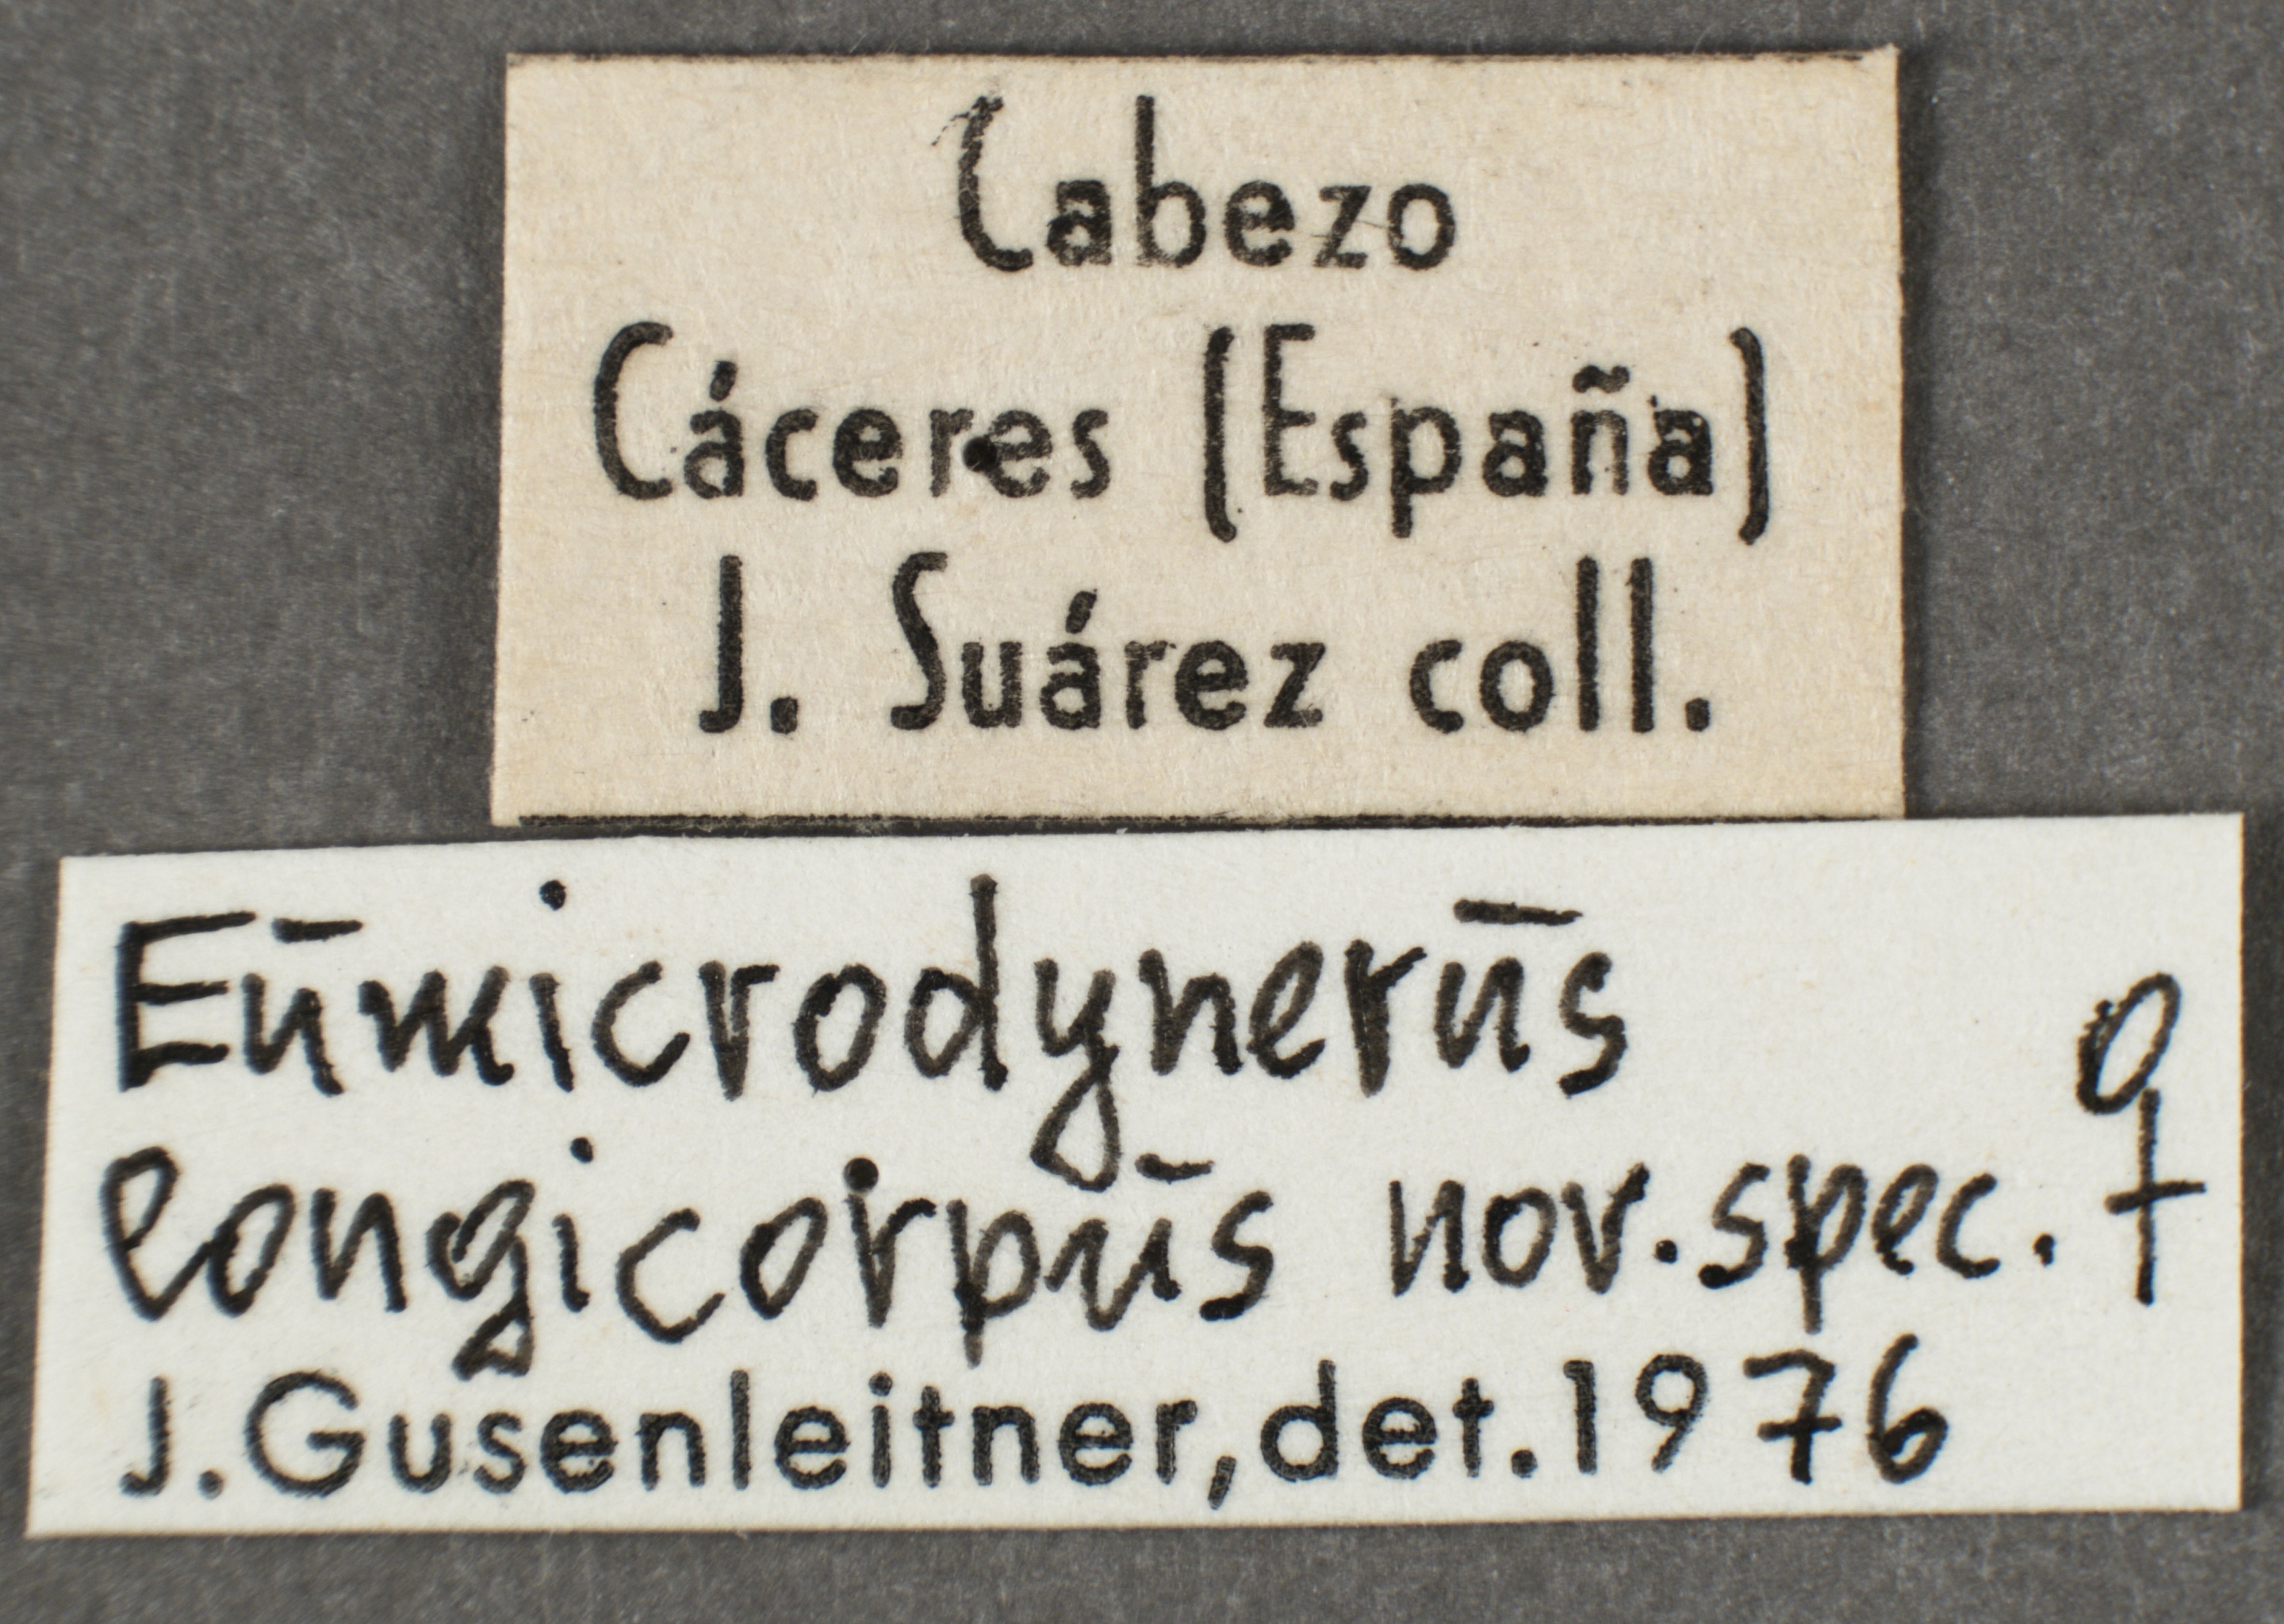 Cabezo
Cáceres (España)
J. Suárez coll.
Eūmicrodynerūs
longicorpūs nov. spec. ♀
J. Gusenleitner, det. 1976